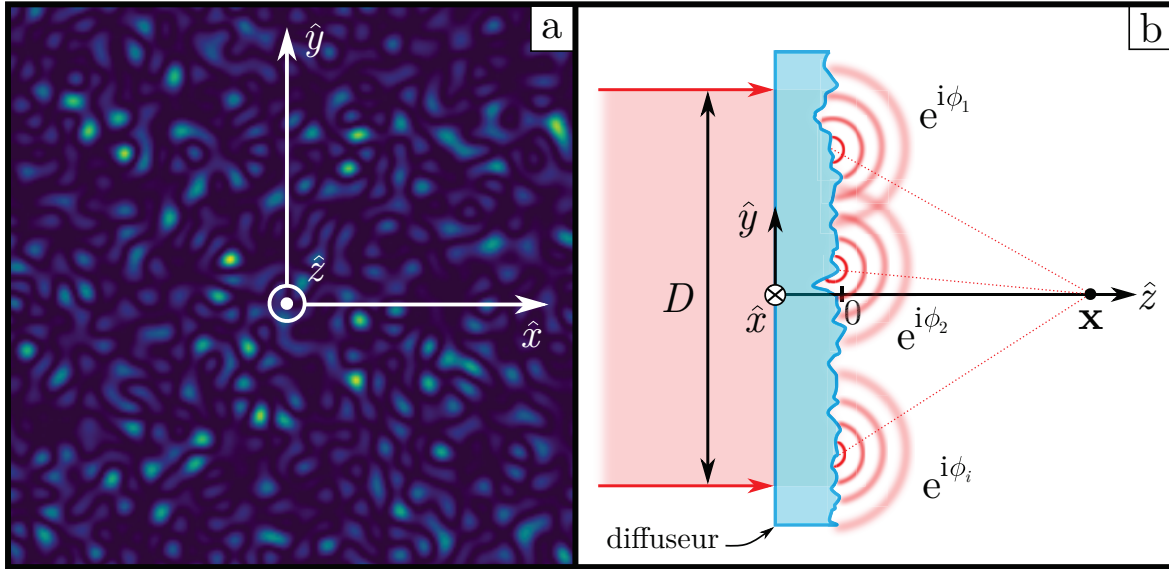 a
ŷ
ẑ
x̂
b
e^{iϕ_1}
ŷ
D
x̂
0
e^{iϕ_2}
x
ẑ
e^{iϕ_i}
diffuseur